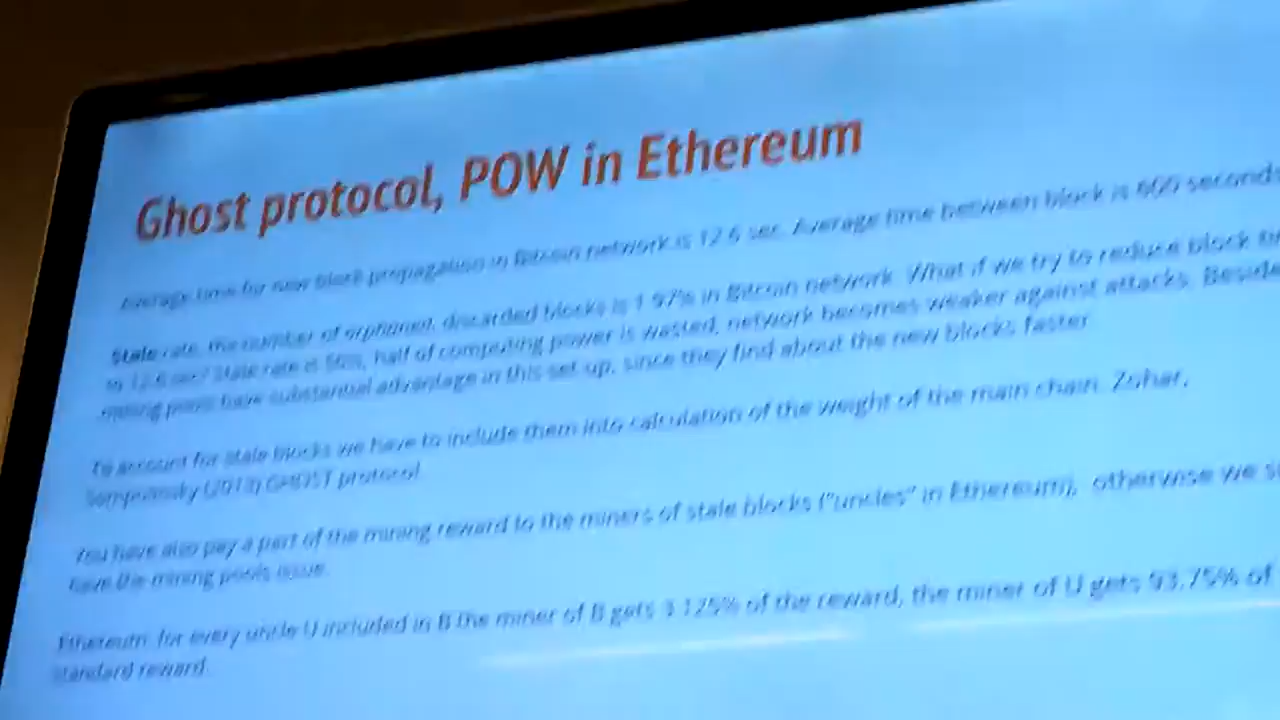 Ghost protocol, POW in Ethereum
Average time for new block propagation in Bitcoin network is 12.6 sec. Average time between block is 600 seconds
Stale rate, the number of orphaned, discarded blocks is 1.97% in Bitcoin network. What if we try to reduce block
to 12.6 sec? Stale rate is 50%, half of computing power is wasted, network becomes weaker against attacks.
mining pools have substantial advantage in this set up, since they find about the new blocks faster.
To account for stale blocks we have to include them into calculation of the weight of the main chain. Zohar,
Sompolinsky (2013) GHOST protocol.
You have also pay a part of the mining reward to the miners of stale blocks ("uncles" in Ethereum), otherwise we
have the mining pools issue.
Ethereum: for every uncle U included in B the miner of B gets 3.125% of the reward, the miner of U gets 93.75% of
standard reward.